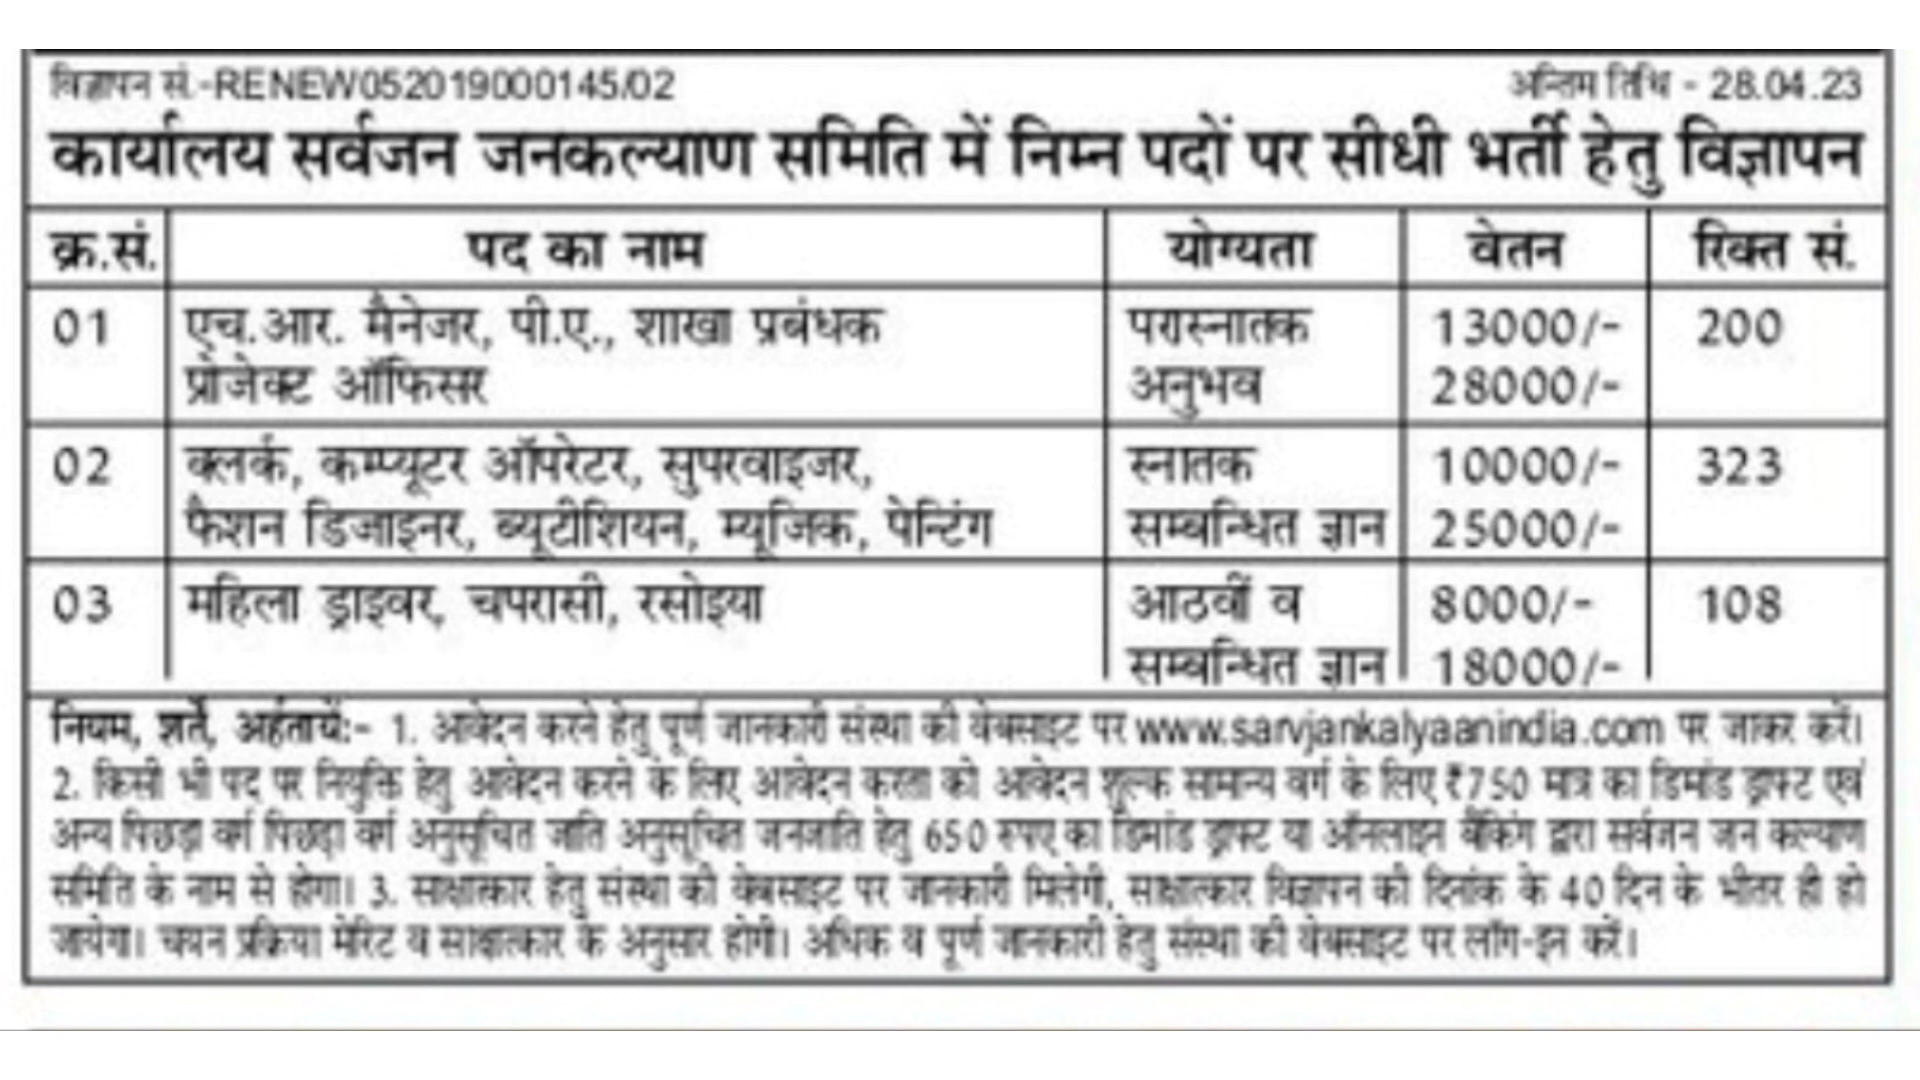 विज्ञापन सं.-RENEW052019000145/02 अन्तिम तिथि - 28.04.23
कार्यालय सर्वजन जनकल्याण समिति में निम्न पदों पर सीधी भर्ती हेतु विज्ञापन
क्र.सं. पद का नाम योग्यता वेतन रिक्त सं.
01 एच.आर. मैनेजर, पी.ए., शाखा प्रबंधक परास्नातक 13000/- 200
प्रोजेक्ट ऑफिसर अनुभव 28000/-
02 क्लर्क, कम्प्यूटर ऑपरेटर, सुपरवाइजर, स्नातक 10000/- 323
फैशन डिजाइनर, ब्यूटीशियन, म्यूजिक, पेन्टिंग सम्बन्धित ज्ञान 25000/-
03 महिला ड्राइवर, चपरासी, रसोइया आठवीं व 8000/- 108
सम्बन्धित ज्ञान 18000/-
नियम, शर्तें, अर्हतायें:- 1. आवेदन करने हेतु पूर्ण जानकारी संस्था की वेबसाइट पर www.sarvjankalyaanindia.com पर जाकर करें।
2. किसी भी पद पर नियुक्ति हेतु आवेदन करने के लिए आवेदन करता को आवेदन शुल्क सामान्य वर्ग के लिए ₹750 मात्र का डिमांड ड्राफ्ट एवं
अन्य पिछड़ा वर्ग पिछड़ा वर्ग अनुसूचित जाति अनुसूचित जनजाति हेतु 650 रुपए का डिमांड ड्राफ्ट या ऑनलाइन बैंकिंग द्वारा सर्वजन जन कल्याण
समिति के नाम से होगा। 3. साक्षात्कार हेतु संस्था की वेबसाइट पर जानकारी मिलेगी, साक्षात्कार विज्ञापन की दिनांक के 40 दिन के भीतर ही हो
जायेगा। चयन प्रक्रिया मेरिट व साक्षात्कार के अनुसार होगी। अधिक व पूर्ण जानकारी हेतु संस्था की वेबसाइट पर लॉग-इन करें।